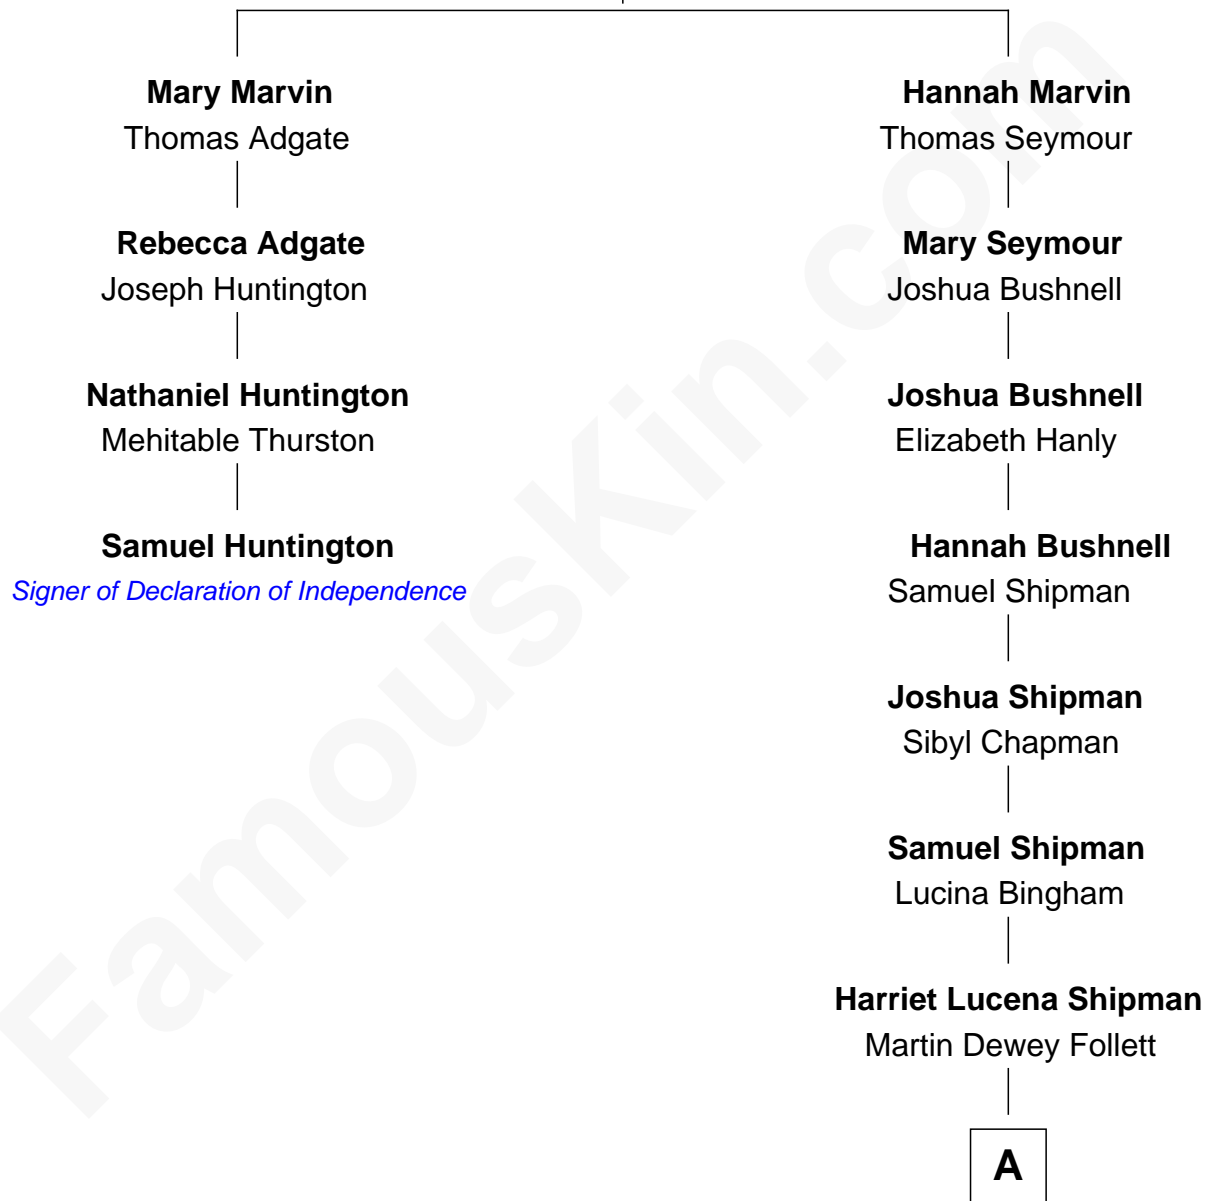 Mary Marvin
Thomas Adgate
Rebecca Adgate
Joseph Huntington
Nathaniel Huntington
Mehitable Thurston
Samuel Huntington
Signer of Declaration of Independence
Hannah Marvin
Thomas Seymour
Mary Seymour
Joshua Bushnell
Joshua Bushnell
Elizabeth Hanly
Hannah Bushnell
Samuel Shipman
Joshua Shipman
Sibyl Chapman
Samuel Shipman
Lucina Bingham
Harriet Lucena Shipman
Martin Dewey Follett
A
FamousKin.com